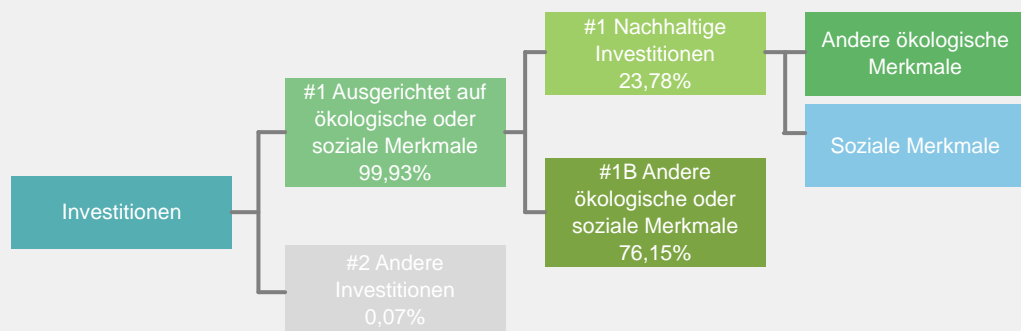 Investitionen
#1 Ausgerichtet auf
ökologische oder
soziale Merkmale
99,93%
#2 Andere
Investitionen
0,07%
#1 Nachhaltige
Investitionen
23,78%
#1B Andere
ökologische oder
soziale Merkmale
76,15%
Andere ökologische
Merkmale
Soziale Merkmale